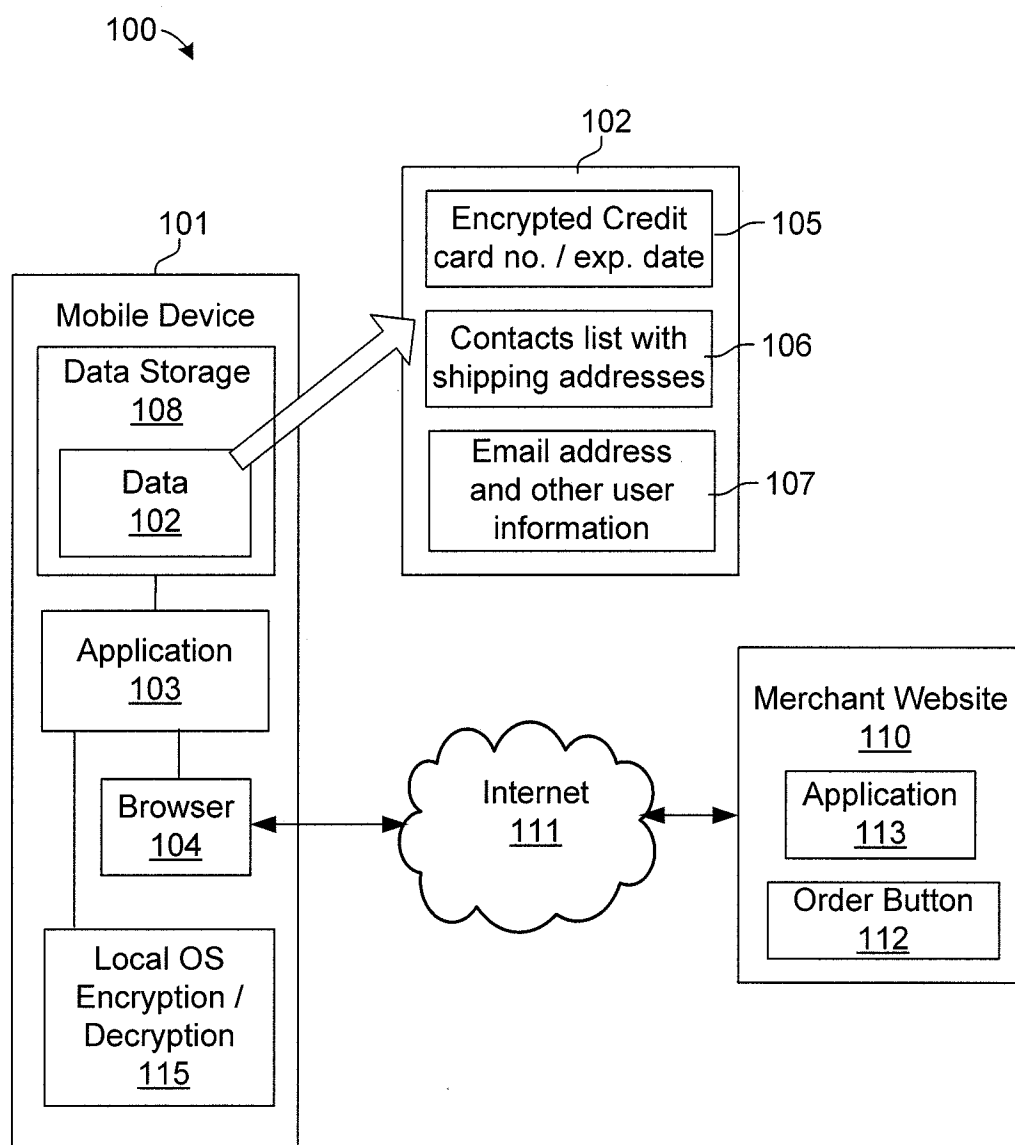 100
102
Encrypted Credit
card no. / exp. date
105
Contacts list with
shipping addresses
106
Email address
and other user
information
107
101
Mobile Device
Data Storage
108
Data
102
Application
103
Browser
104
Local OS
Encryption /
Decryption
115
Internet
111
Merchant Website
110
Application
113
Order Button
112